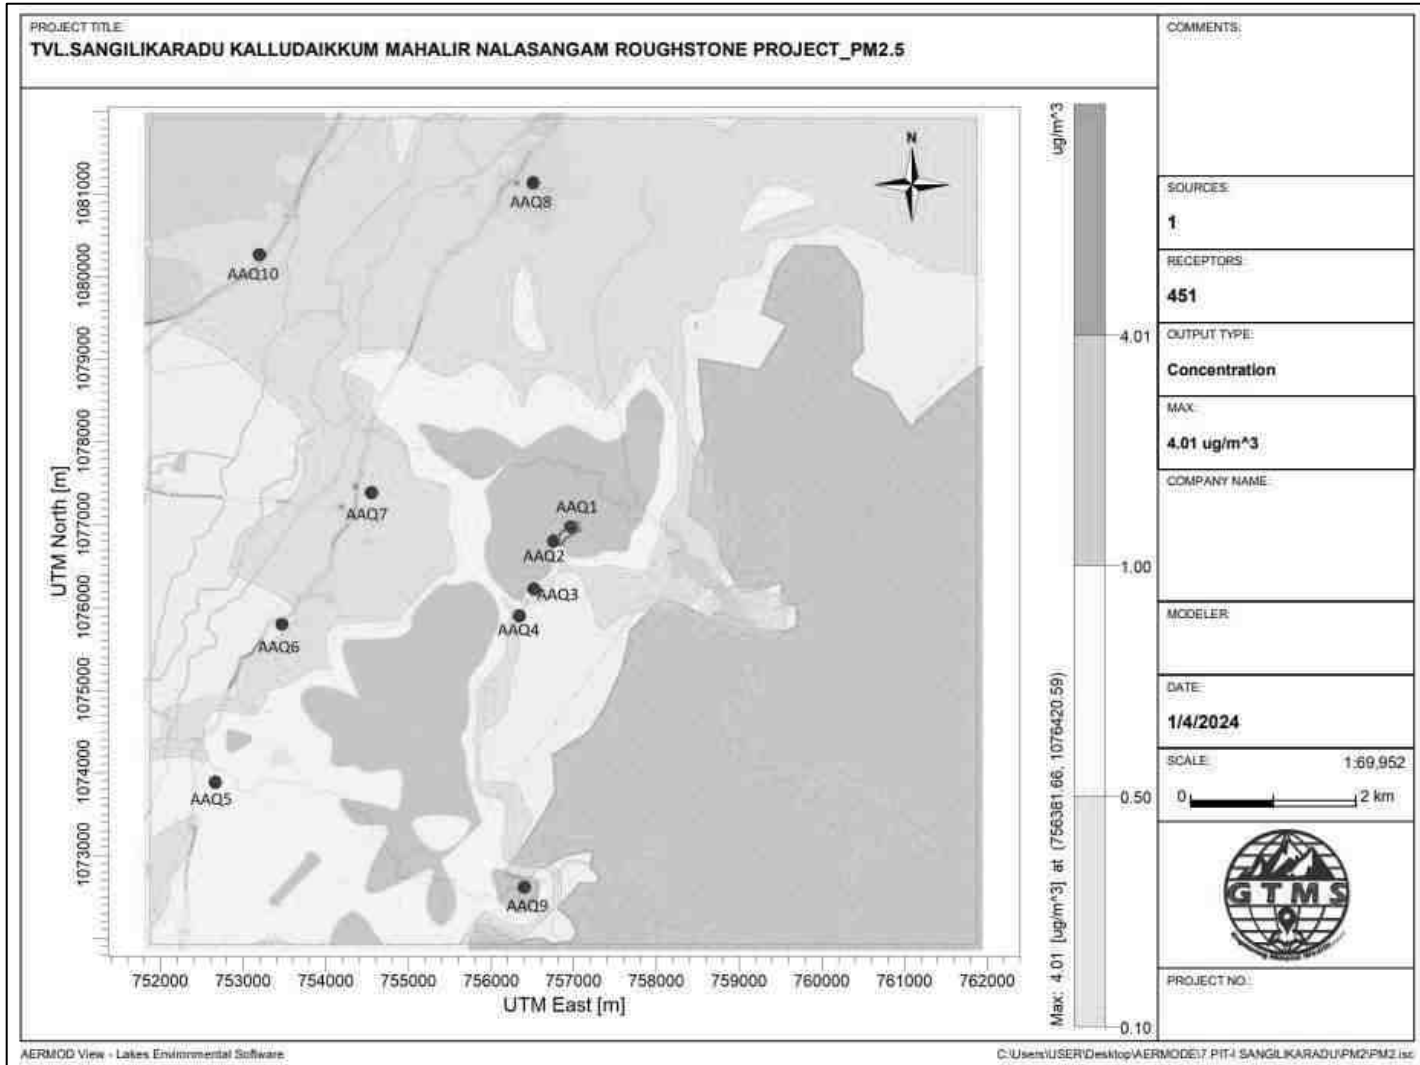 PROJECT TITLE:
TVL.SANGILIKARADU KALLUDAIKKUM MAHALIR NALASANGAM ROUGHSTONE PROJECT_PM2.5
COMMENTS:
SOURCES:
1
RECEPTORS:
451
OUTPUT TYPE:
Concentration
MAX:
4.01 ug/m^3
COMPANY NAME:
MODELER:
DATE:
1/4/2024
SCALE: 1:69,952
0 2 km
GTMS
PROJECT NO.:
UTM North [m]
1081000
1080000
1079000
1078000
1077000
1076000
1075000
1074000
1073000
N
AAQ8
AAQ10
AAQ7
AAQ1
AAQ2
AAQ3
AAQ4
AAQ6
AAQ5
AAQ9
752000 753000 754000 755000 756000 757000 758000 759000 760000 761000 762000
UTM East [m]
ug/m^3
4.01
1.00
0.50
0.10
Max: 4.01 [ug/m^3] at (756381.66, 1076420.59)
AERMOD View - Lakes Environmental Software
C:\Users\USER\Desktop\AERMODE\7.PIT-I SANGILIKARADU\PM2\PM2.isc